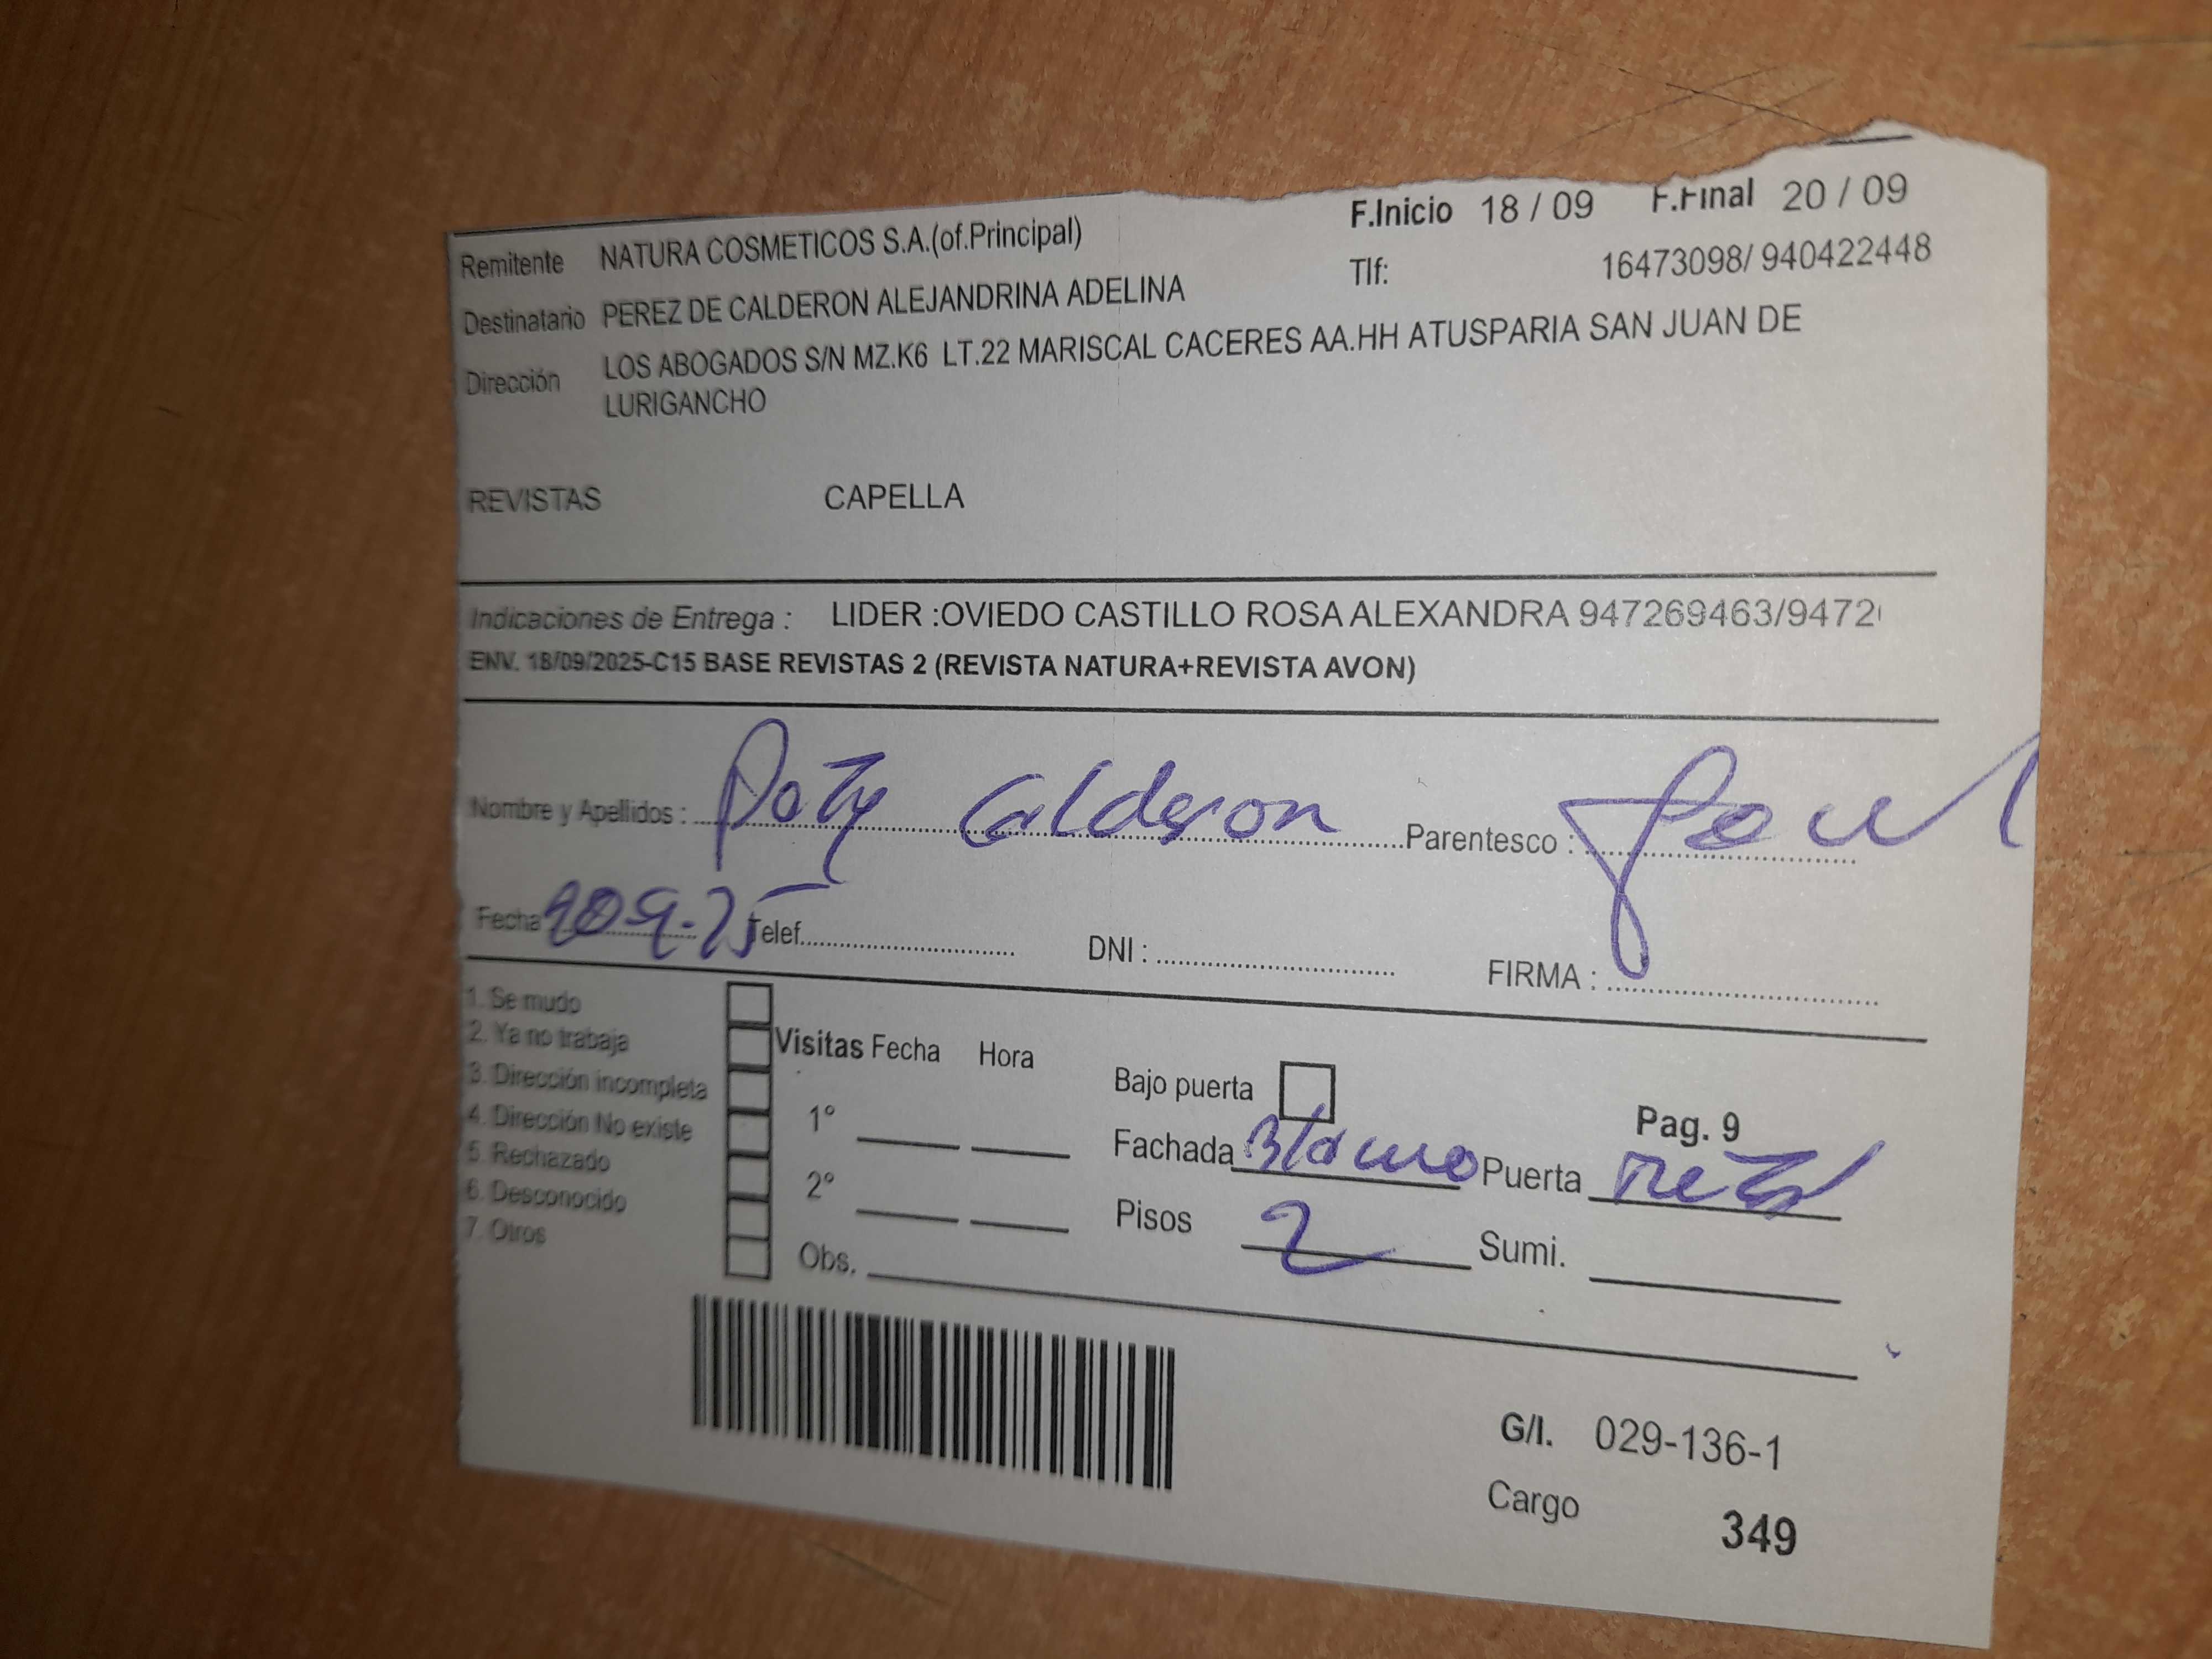 F.Inicio 18 / 09 F.Final 20 / 09
Remitente NATURA COSMETICOS S.A.(of.Principal)
Tlf: 16473098/ 940422448
Destinatario PEREZ DE CALDERON ALEJANDRINA ADELINA
Dirección LOS ABOGADOS S/N MZ.K6 LT.22 MARISCAL CACERES AA.HH ATUSPARIA SAN JUAN DE
LURIGANCHO
REVISTAS CAPELLA
Indicaciones de Entrega : LIDER :OVIEDO CASTILLO ROSA ALEXANDRA 947269463/9472
ENV. 18/09/2025-C15 BASE REVISTAS 2 (REVISTA NATURA+REVISTA AVON)
Nombre y Apellidos : Paty Calderon Parentesco :
Fecha Telef. DNI : FIRMA :
1. Se mudo
2. Ya no trabaja
3. Dirección incompleta
4. Dirección No existe
5. Rechazado
6. Desconocido
7. Otros
Visitas Fecha Hora
1°
2°
Obs.
Bajo puerta
Pag. 9
Fachada Blanco Puerta Metal
Pisos 2 Sumi.
G/I. 029-136-1
Cargo 349